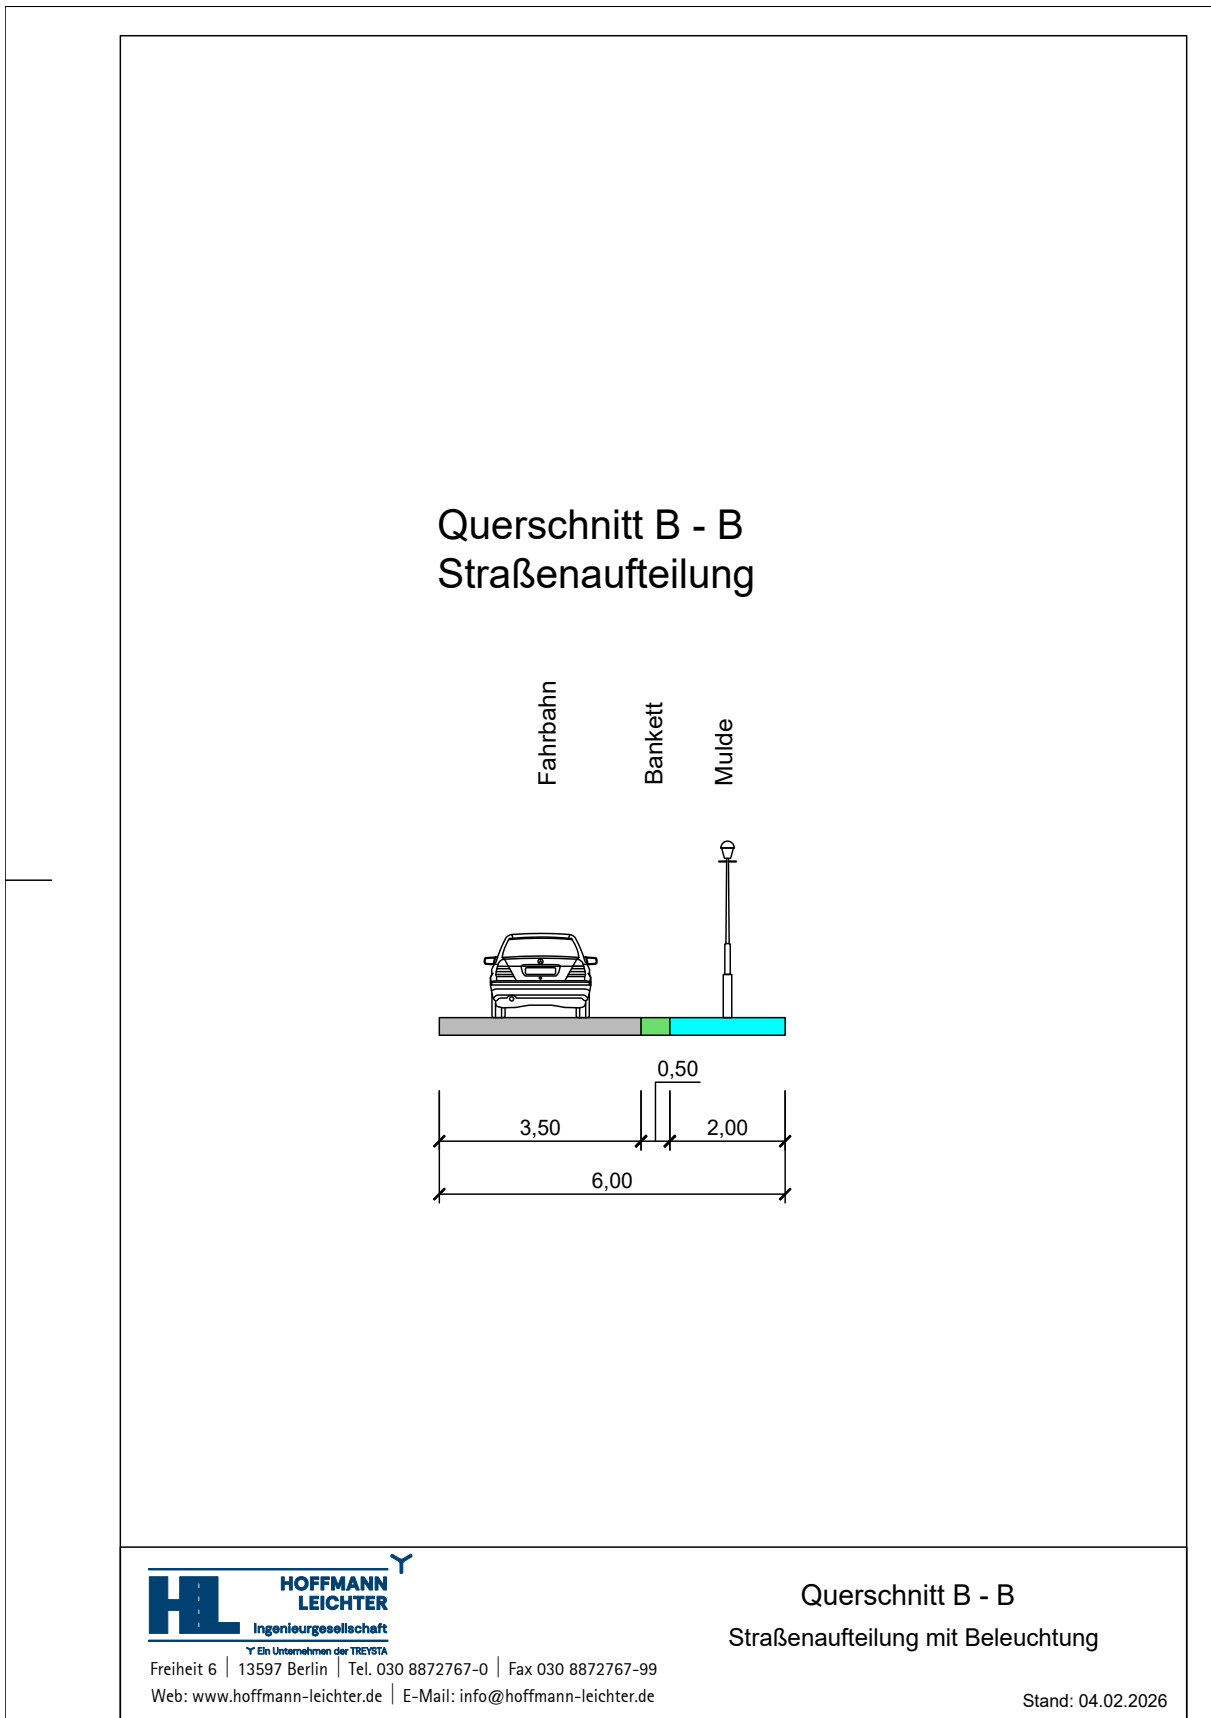 Querschnitt B - B
Straßenaufteilung
Fahrbahn
Bankett
Mulde
0,50
3,50
2,00
6,00
HL
HOFFMANN
LEICHTER
Ingenieurgesellschaft
Ein Unternehmen der TREYSTA
Freiheit 6 | 13597 Berlin | Tel. 030 8872767-0 | Fax 030 8872767-99
Web: www.hoffmann-leichter.de | E-Mail: info@hoffmann-leichter.de
Querschnitt B - B
Straßenaufteilung mit Beleuchtung
Stand: 04.02.2026